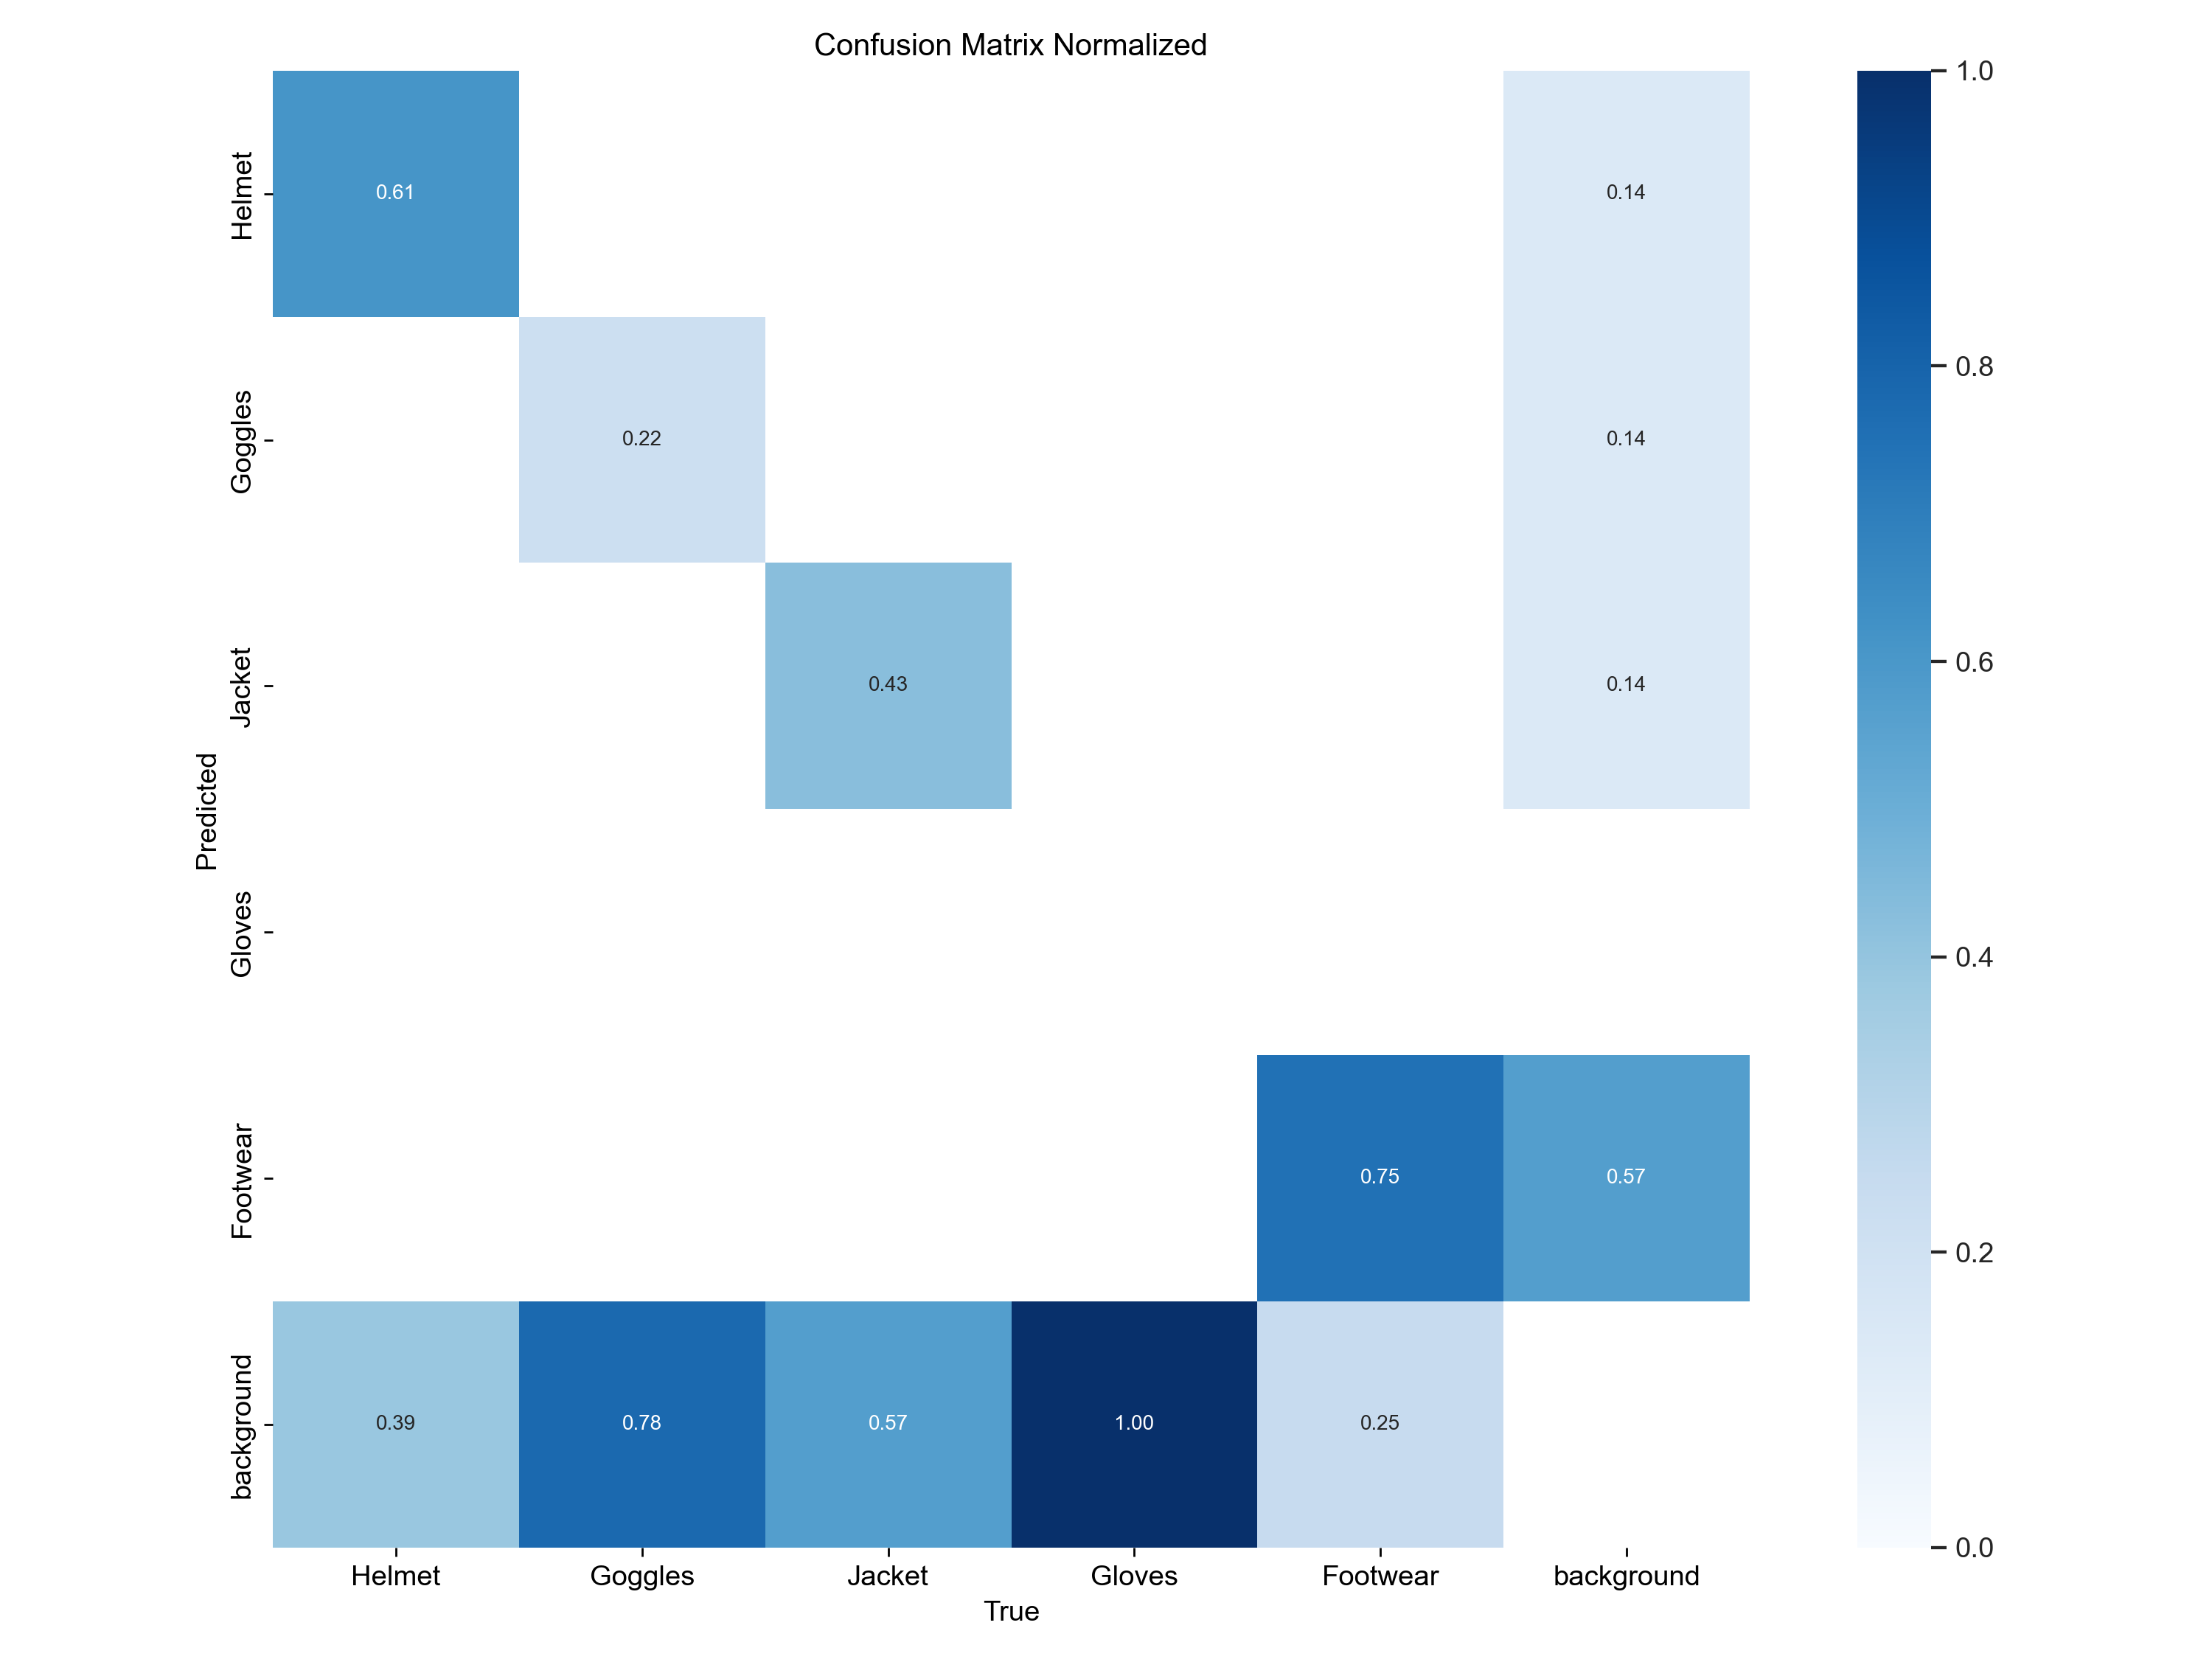 Confusion Matrix Normalized
Helmet
0.61
0.14
1.0
Goggles
0.22
0.14
0.8
Jacket
0.43
0.14
0.6
Predicted
Gloves
0.4
Footwear
0.75
0.57
0.2
background
0.39
0.78
0.57
1.00
0.25
0.0
Helmet Goggles Jacket Gloves Footwear background
True